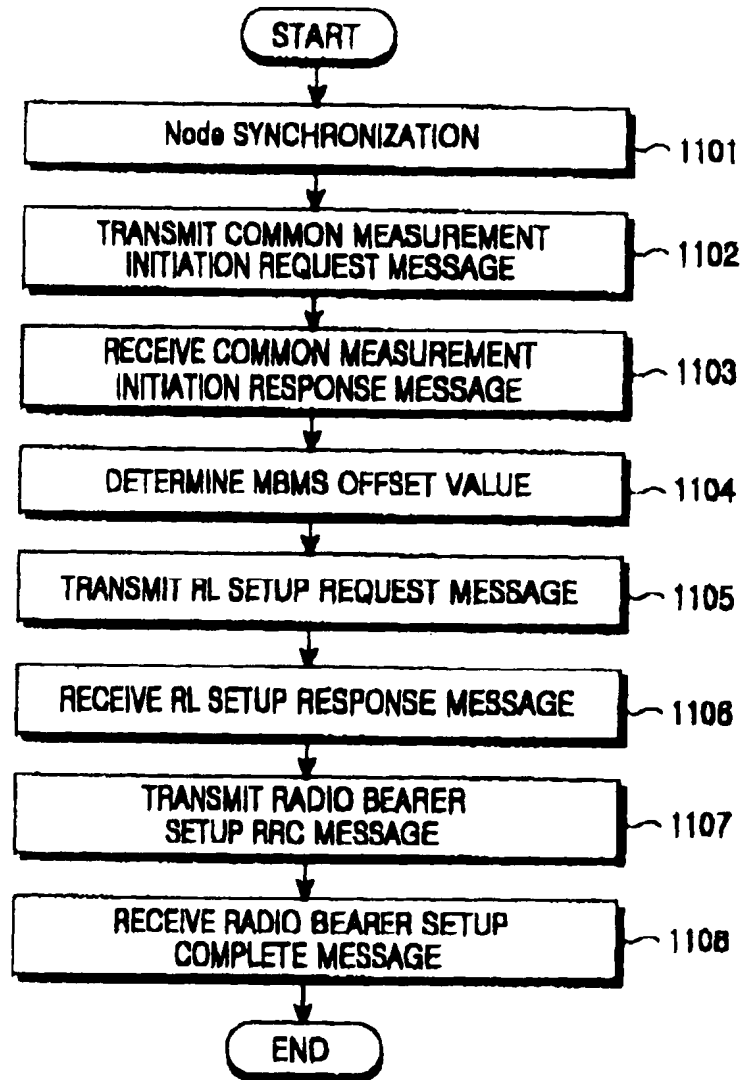 START
Node SYNCHRONIZATION
1101
TRANSMIT COMMON MEASUREMENT
INITIATION REQUEST MESSAGE
1102
RECEIVE COMMON MEASUREMENT
INITIATION RESPONSE MESSAGE
1103
DETERMINE MBMS OFFSET VALUE
1104
TRANSMIT RL SETUP REQUEST MESSAGE
1105
RECEIVE RL SETUP RESPONSE MESSAGE
1106
TRANSMIT RADIO BEARER
SETUP RRC MESSAGE
1107
RECEIVE RADIO BEARER SETUP
COMPLETE MESSAGE
1108
END